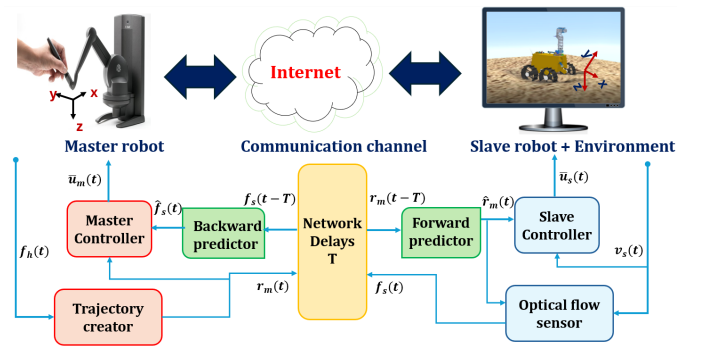 Internet
y
x
z
Y
X
Z
Master robot
Communication channel
Slave robot + Environment
ū_m(t)
f̂_s(t)
f_s(t−T)
r_m(t−T)
r̂_m(t)
ū_s(t)
Master
Controller
Backward
predictor
Network
Delays
T
Forward
predictor
Slave
Controller
f_h(t)
v_s(t)
r_m(t)
f_s(t)
Trajectory
creator
Optical flow
sensor